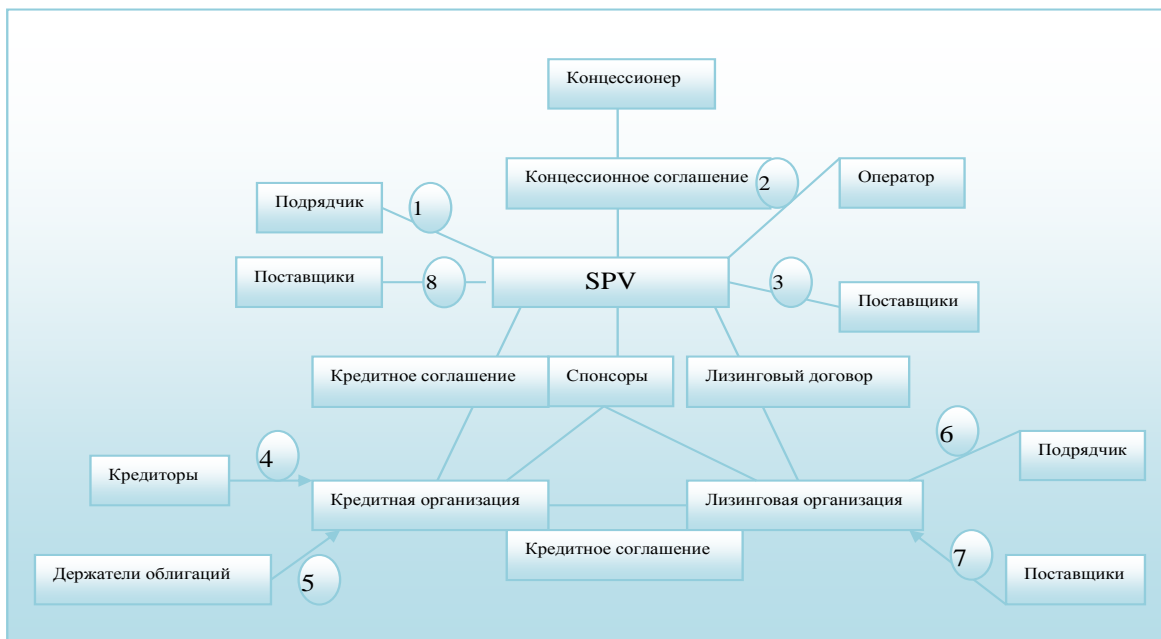 Концессионер
Концессионное соглашение
2
Оператор
Подрядчик
1
Поставщики
8
SPV
3
Поставщики
Кредитное соглашение
Спонсоры
Лизинговый договор
Кредиторы
4
6
Подрядчик
Кредитная организация
Лизинговая организация
Кредитное соглашение
Держатели облигаций
5
7
Поставщики